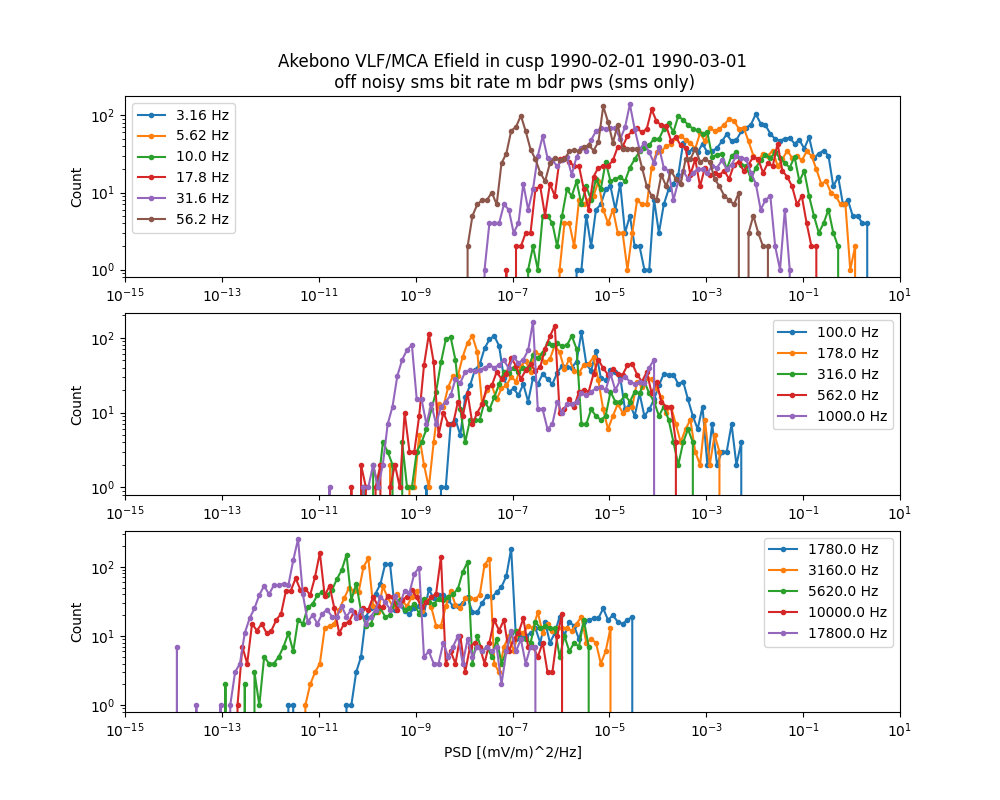 Akebono VLF/MCA Efield in cusp 1990-02-01 1990-03-01
off noisy sms bit rate m bdr pws (sms only)
Count
10^2
10^1
10^0
3.16 Hz
5.62 Hz
10.0 Hz
17.8 Hz
31.6 Hz
56.2 Hz
10^-15
10^-13
10^-11
10^-9
10^-7
10^-5
10^-3
10^-1
10^1
Count
10^2
10^1
10^0
100.0 Hz
178.0 Hz
316.0 Hz
562.0 Hz
1000.0 Hz
10^-15
10^-13
10^-11
10^-9
10^-7
10^-5
10^-3
10^-1
10^1
Count
10^2
10^1
10^0
1780.0 Hz
3160.0 Hz
5620.0 Hz
10000.0 Hz
17800.0 Hz
10^-15
10^-13
10^-11
10^-9
10^-7
10^-5
10^-3
10^-1
10^1
PSD [(mV/m)^2/Hz]